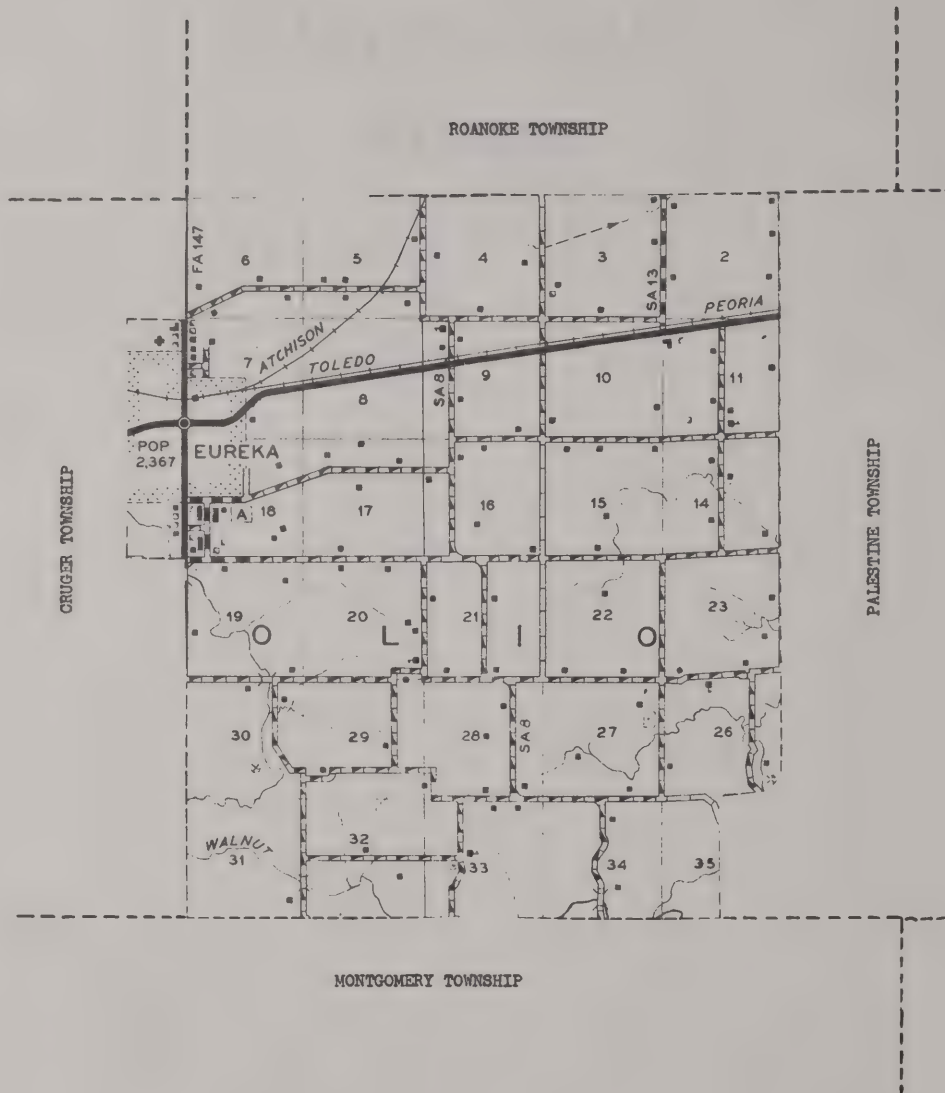 ROANOKE TOWNSHIP
FA 147
6
5
4
3
2
SA 13
PEORIA
7
ATCHISON
TOLEDO
8
SA 8
9
10
11
POP
2,367
EUREKA
CRUGER TOWNSHIP
PALESTINE TOWNSHIP
A
18
17
16
15
14
19
20
21
22
23
O L I O
30
29
28
SA 8
27
26
WALNUT
31
32
33
34
35
MONTGOMERY TOWNSHIP